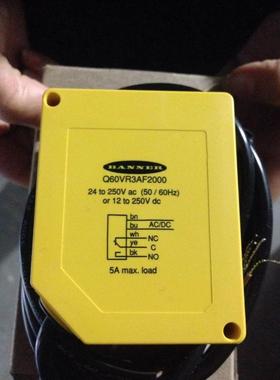 BANNER
Q60VR3AF2000
24 to 250V ac (50 / 60Hz)
or 12 to 250V dc
bn
bu AC/DC
wh NC
ye C
bk NO
5A max. load